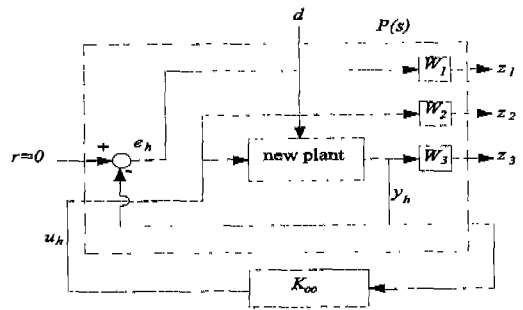 d
P(s)
W1
z1
W2
z2
r=0
+
-
eh
new plant
W3
z3
yh
uh
K∞